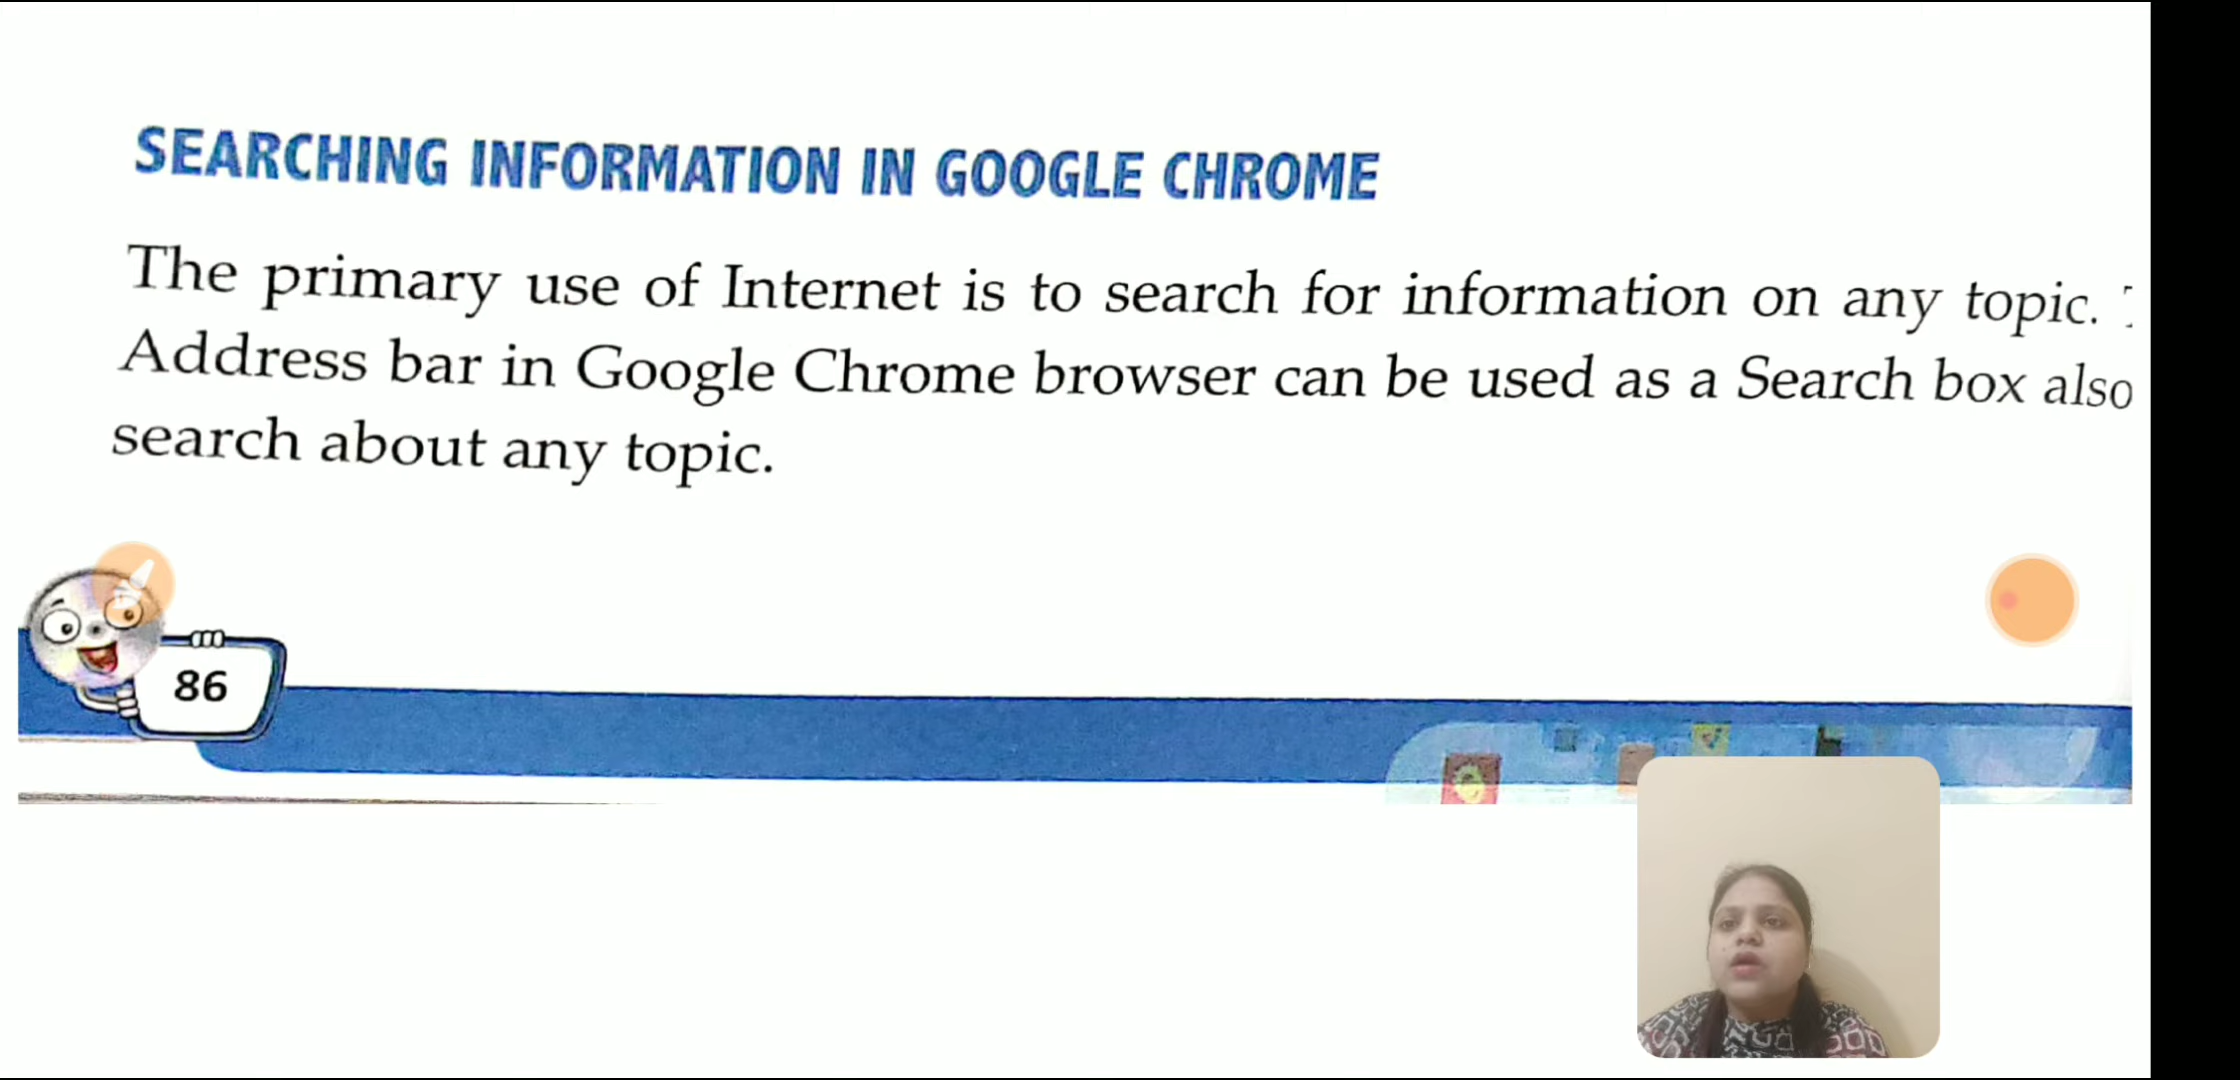 SEARCHING INFORMATION IN GOOGLE CHROME
The primary use of Internet is to search for information on any topic.
Address bar in Google Chrome browser can be used as a Search box also
search about any topic.
86